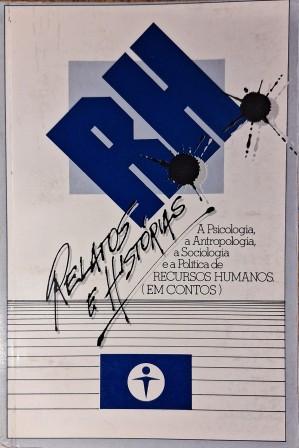 RH
RELATOS
E HISTÓRIAS
A Psicologia,
a Antropologia,
a Sociologia
e a Política de
RECURSOS HUMANOS.
(EM CONTOS)